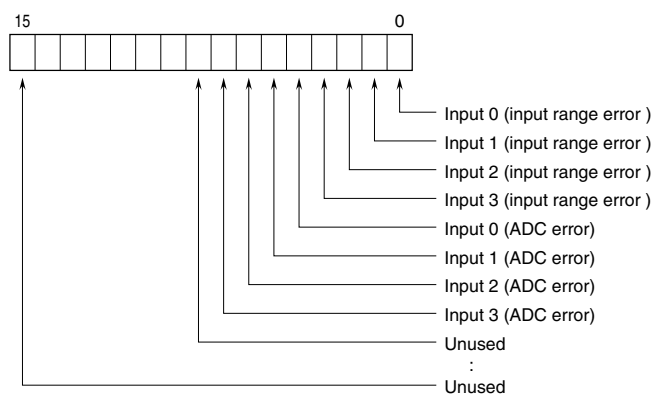 15 0
Input 0 (input range error )
Input 1 (input range error )
Input 2 (input range error )
Input 3 (input range error )
Input 0 (ADC error)
Input 1 (ADC error)
Input 2 (ADC error)
Input 3 (ADC error)
Unused
:
Unused